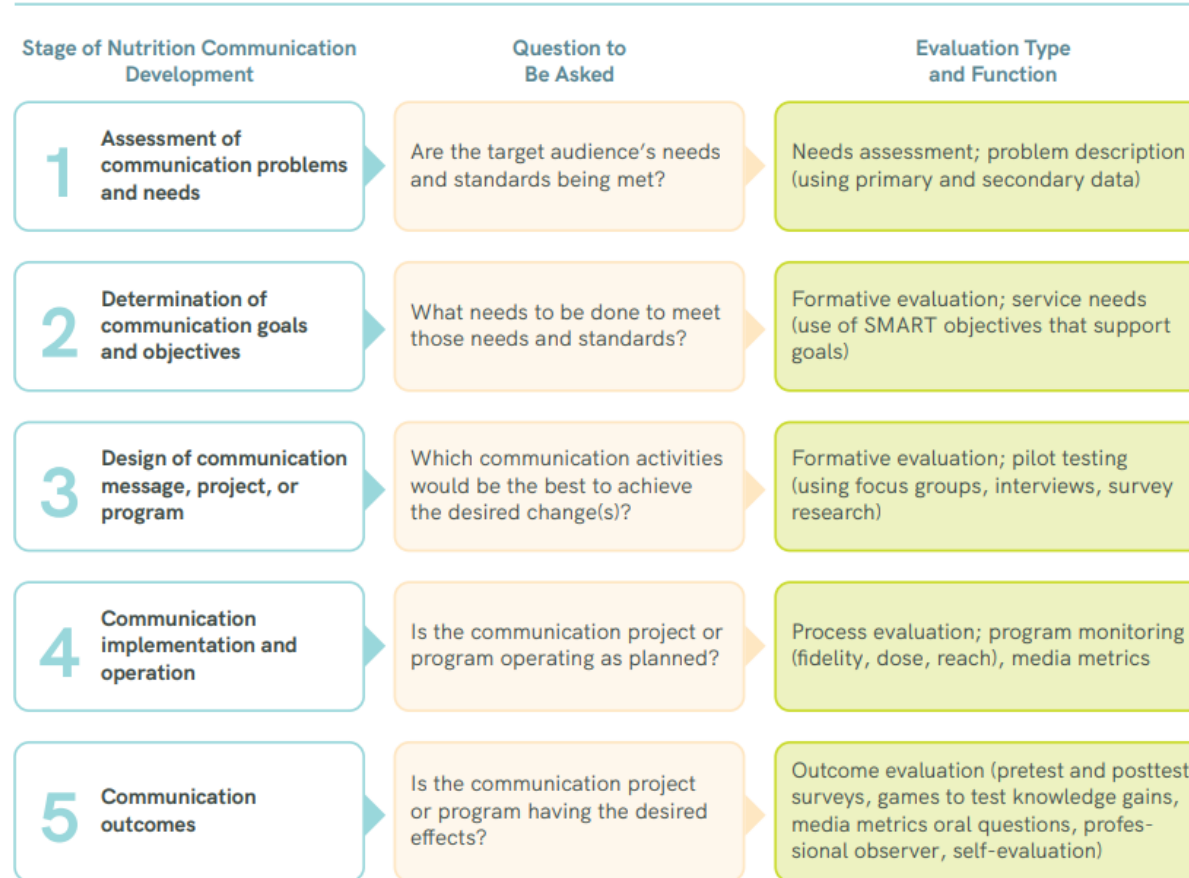 Stage of Nutrition Communication
Development
Question to
Be Asked
Evaluation Type
and Function
1
Assessment of
communication problems
and needs
Are the target audience's needs
and standards being met?
Needs assessment; problem description
(using primary and secondary data)
2
Determination of
communication goals
and objectives
What needs to be done to meet
those needs and standards?
Formative evaluation; service needs
(use of SMART objectives that support
goals)
3
Design of communication
message, project, or
program
Which communication activities
would be the best to achieve
the desired change(s)?
Formative evaluation; pilot testing
(using focus groups, interviews, survey
research)
4
Communication
implementation and
operation
Is the communication project or
program operating as planned?
Process evaluation; program monitoring
(fidelity, dose, reach), media metrics
5
Communication
outcomes
Is the communication project
or program having the desired
effects?
Outcome evaluation (pretest and posttest
surveys, games to test knowledge gains,
media metrics oral questions, profes-
sional observer, self-evaluation)